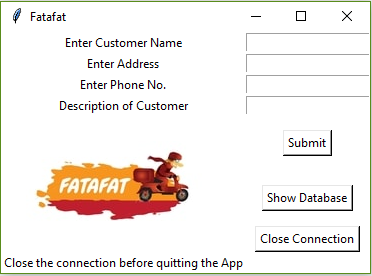 Fatafat
Enter Customer Name
Enter Address
Enter Phone No.
Description of Customer
Submit
FATAFAT
Show Database
Close Connection
Close the connection before quitting the App